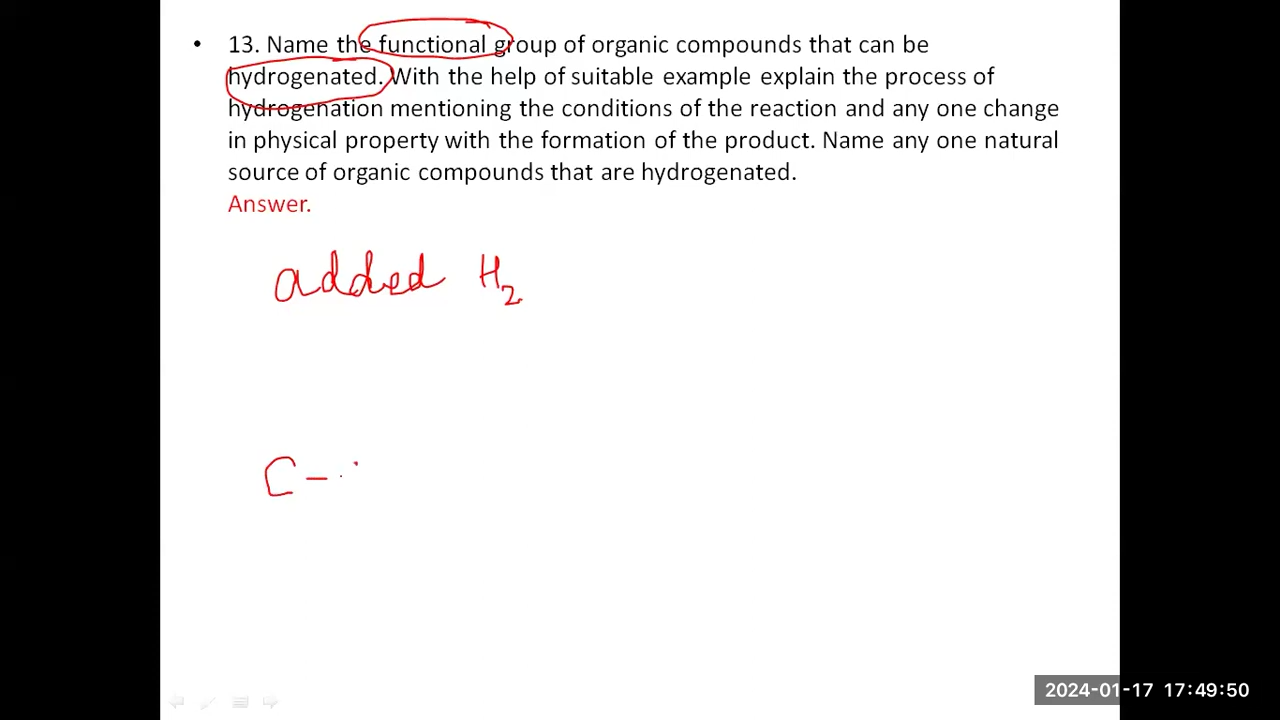 • 13. Name the functional group of organic compounds that can be
hydrogenated. With the help of suitable example explain the process of
hydrogenation mentioning the conditions of the reaction and any one change
in physical property with the formation of the product. Name any one natural
source of organic compounds that are hydrogenated.
Answer.
added H₂
C –
2024-01-17 17:49:50